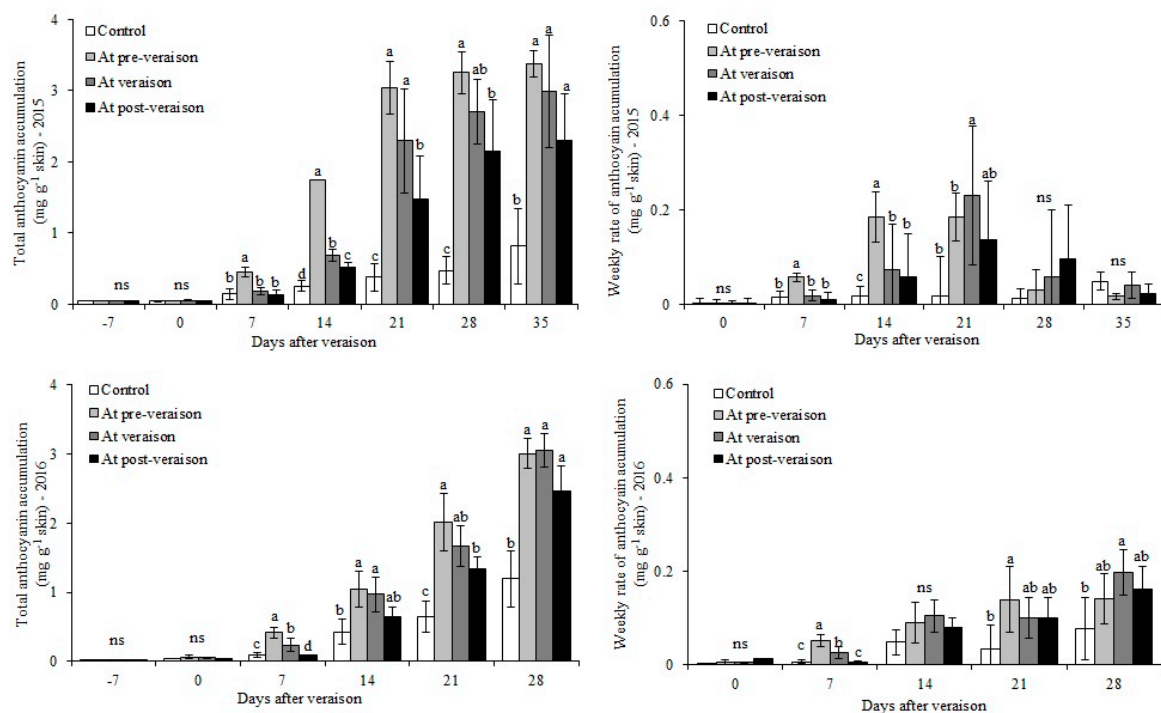 Total anthocyanin accumulation
(mg g-1 skin) - 2015
4
3
2
1
0
Control
At pre-veraison
At veraison
At post-veraison
ns
ns
b a b b
d a b c
c a a b
c a ab b
c a a b
-7 0 7 14 21 28 35
Days after veraison
Weekly rate of anthocyain acumulation
(mg g-1 skin) - 2015
0.6
0.4
0.2
0
Control
At pre-veraison
At veraison
At post-veraison
ns
b a b b
c a b b
b b a ab
ns
ns
0 7 14 21 28 35
Days after veraison
Total anthocyanin accumulation
(mg g-1 skin) - 2016
4
3
2
1
0
Control
At pre-veraison
At veraison
At post-veraison
ns
ns
c a b d
b a a ab
c a ab b
b a a a
-7 0 7 14 21 28
Days after veraison
Weekly rate of anthocyain acumulation
(mg g-1 skin) - 2016
0.6
0.4
0.2
0
Control
At pre-veraison
At veraison
At post-veraison
ns
c a b c
ns
b a ab ab
b ab a ab
0 7 14 21 28
Days after veraison